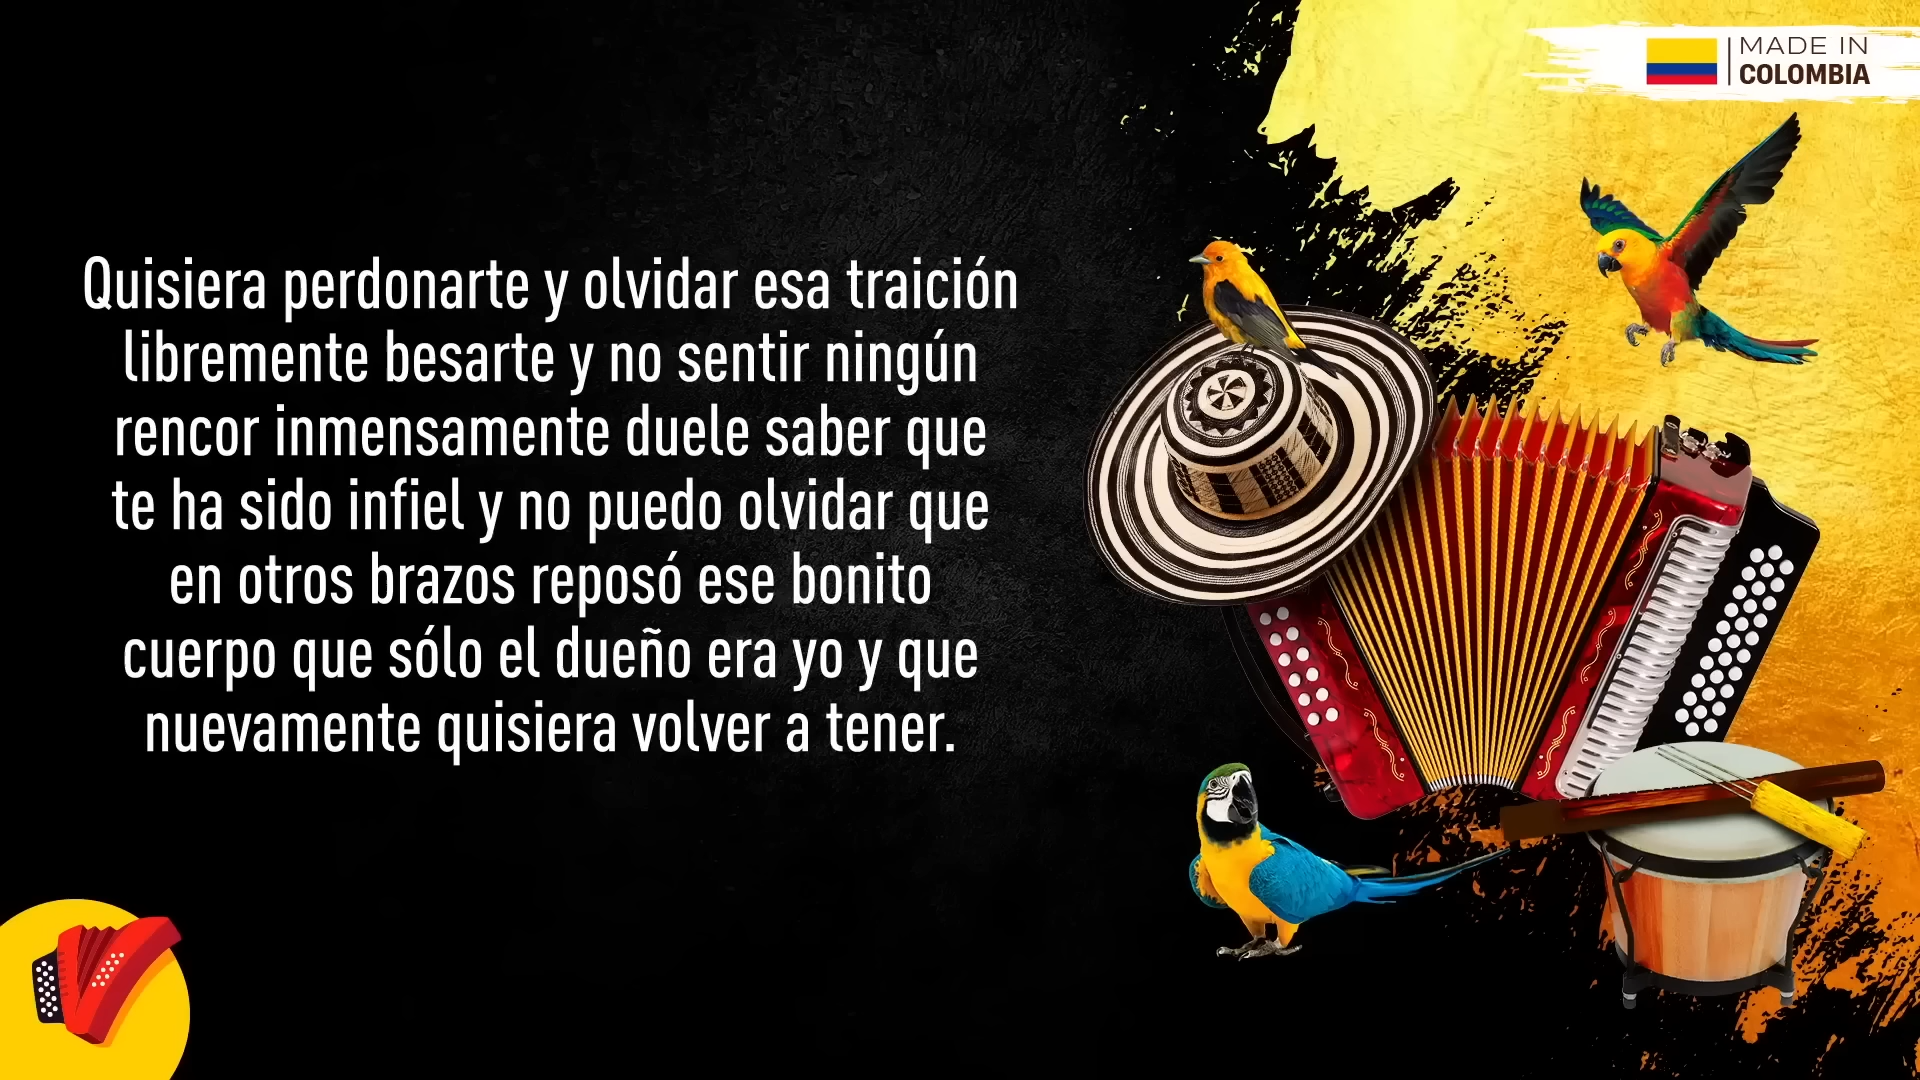 MADE IN
COLOMBIA
Quisiera perdonarte y olvidar esa traición
libremente besarte y no sentir ningún
rencor inmensamente duele saber que
te ha sido infiel y no puedo olvidar que
en otros brazos reposó ese bonito
cuerpo que sólo el dueño era yo y que
nuevamente quisiera volver a tener.